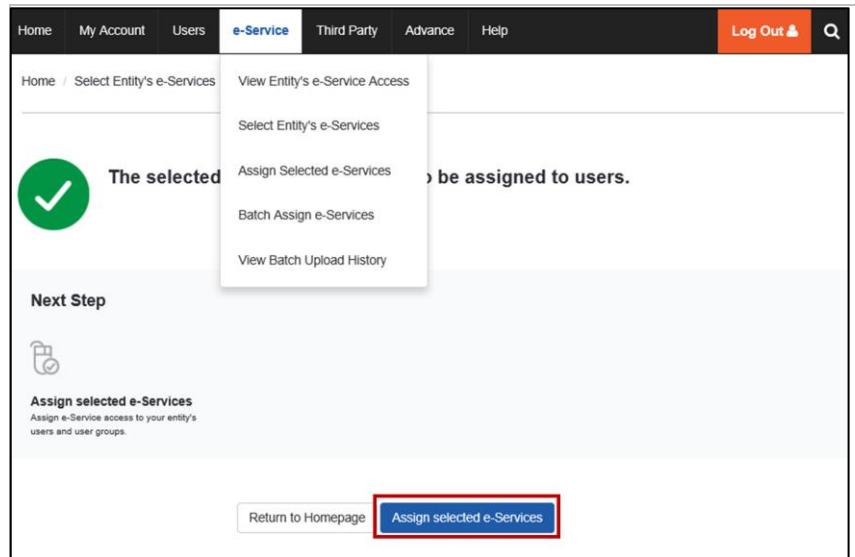 Home My Account Users e-Service Third Party Advance Help Log Out
Home / Select Entity's e-Services
View Entity's e-Service Access
Select Entity's e-Services
Assign Selected e-Services
Batch Assign e-Services
View Batch Upload History
The selected be assigned to users.
Next Step
Assign selected e-Services
Assign e-Service access to your entity's
users and user groups.
Return to Homepage Assign selected e-Services